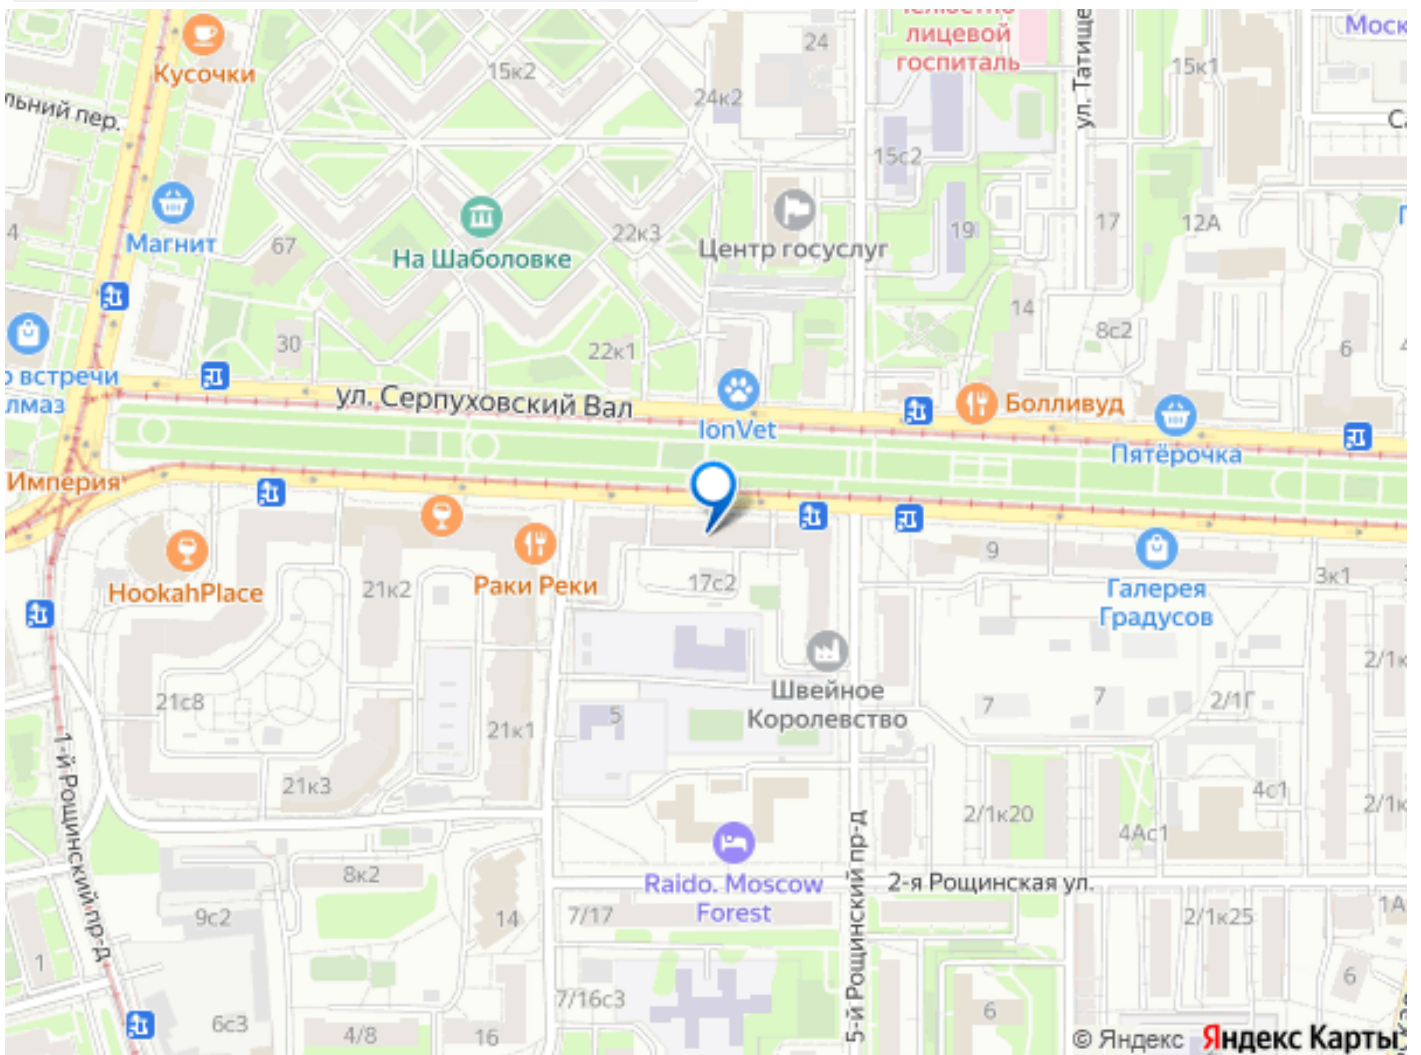 лицевой
госпиталь
ул. Татище
Моск
24
15к1
Кусочки
15к2
24к2
льний пер.
15с2
Магнит
67
На Шаболовке
22к3
Центр госуслуг
19
17
12А
4
14
8с2
6
30
22к1
встречи
лмаз
ул. Серпуховский Вал
IonVet
Болливуд
Пятёрочка
Империя
HookahPlace
21к2
Раки Реки
17с2
9
Галерея
Градусов
3к1
2/1к
21с8
21к1
5
Швейное
Королевство
7
7
2/1Г
1-й Рощинский пр-д
21к3
2/1к20
4Ас1
4с1
2/1к
8к2
Raido. Moscow
Forest
5-й Рощинский пр-д
2-я Рощинская ул.
9с2
14
7/17
2/1к25
1А
1
7/16с3
6с3
4/8
16
6
6
© Яндекс Яндекс Карты